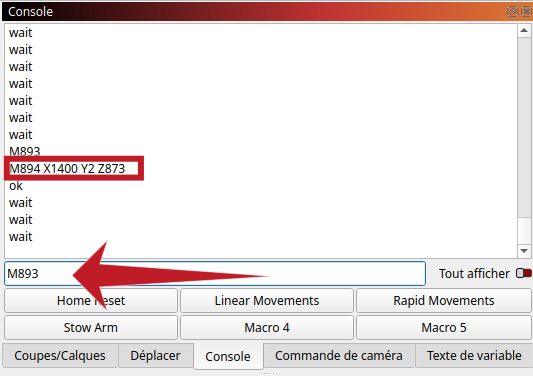 Console
wait
wait
wait
wait
wait
wait
wait
M893
M894 X1400 Y2 Z873
ok
wait
wait
wait
M893
Tout afficher
Home Reset
Linear Movements
Rapid Movements
Stow Arm
Macro 4
Macro 5
Coupes/Calques
Déplacer
Console
Commande de caméra
Texte de variable